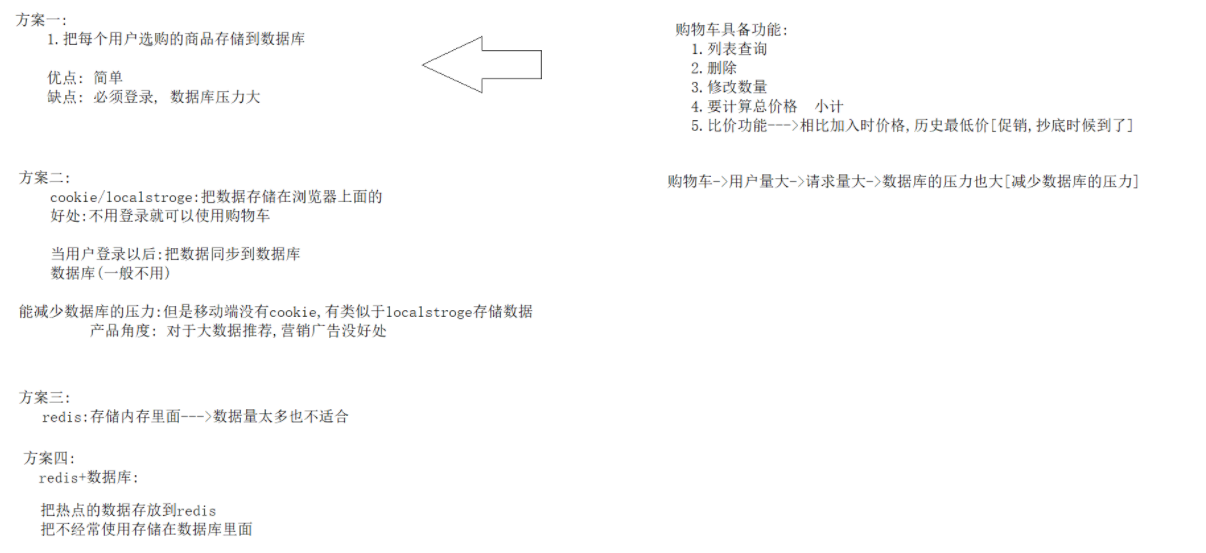 方案一:
1.把每个用户选购的商品存储到数据库
优点: 简单
缺点: 必须登录, 数据库压力大
方案二:
cookie/localstroge:把数据存储在浏览器上面的
好处:不用登录就可以使用购物车
当用户登录以后:把数据同步到数据库
数据库(一般不用)
能减少数据库的压力:但是移动端没有cookie,有类似于localstroge存储数据
产品角度: 对于大数据推荐,营销广告没好处
方案三:
redis:存储内存里面--->数据量太多也不适合
方案四:
redis+数据库:
把热点的数据存放到redis
把不经常使用存储在数据库里面
购物车具备功能:
1.列表查询
2.删除
3.修改数量
4.要计算总价格 小计
5.比价功能--->相比加入时价格,历史最低价[促销,抄底时候到了]
购物车->用户量大->请求量大->数据库的压力也大[减少数据库的压力]